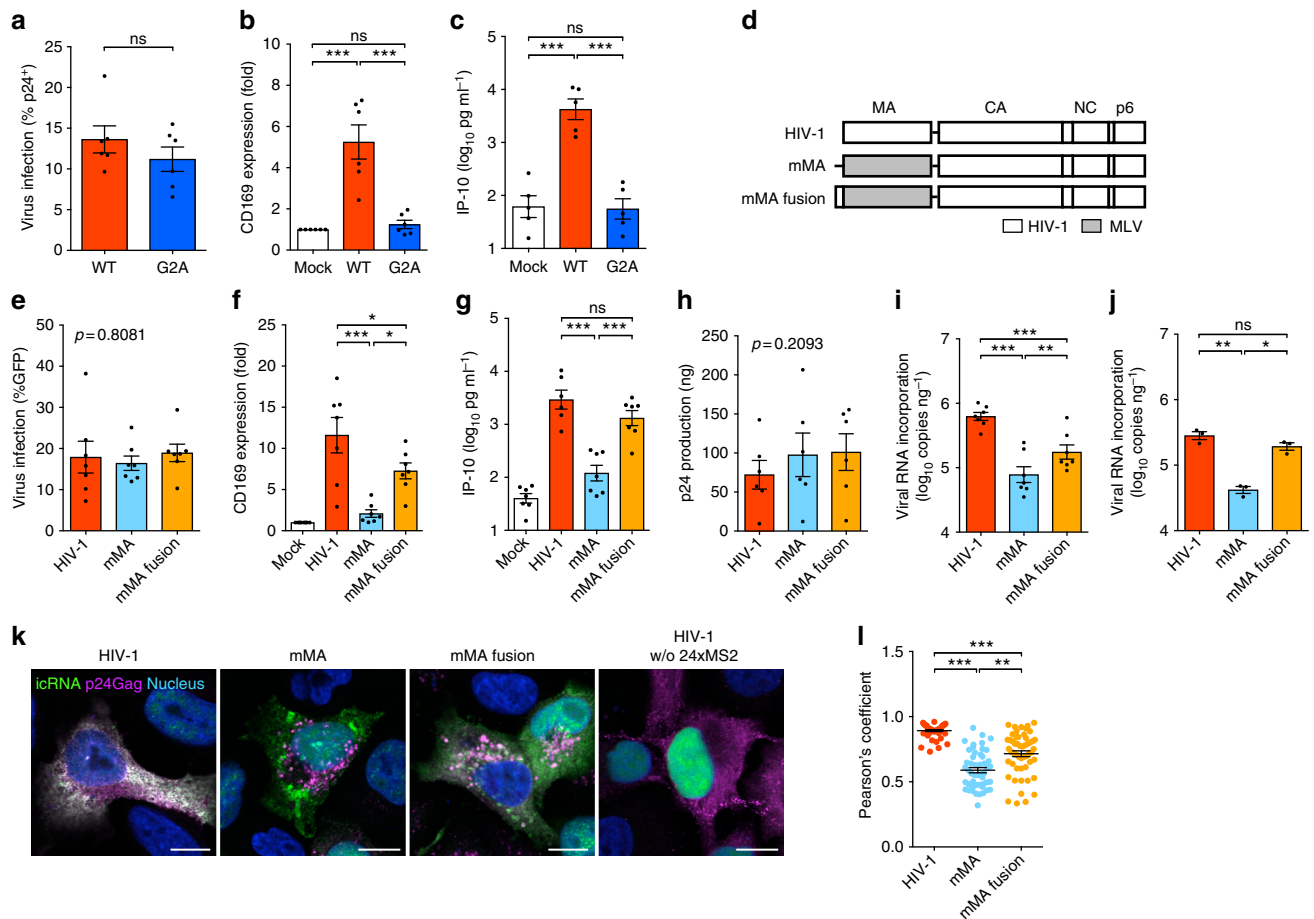 a
Virus infection (% p24⁺)
25
20
15
10
5
0
ns
WT
G2A
b
CD169 expression (fold)
10
8
6
4
2
0
ns
***
***
Mock
WT
G2A
c
IP-10 (log₁₀ pg ml⁻¹)
5
4
3
2
1
ns
***
***
Mock
WT
G2A
d
MA CA NC p6
HIV-1
mMA
mMA fusion
HIV-1 MLV
e
Virus infection (%GFP)
50
40
30
20
10
0
p=0.8081
HIV-1
mMA
mMA fusion
f
CD169 expression (fold)
25
20
15
10
5
0
*
***
*
Mock
HIV-1
mMA
mMA fusion
g
IP-10 (log₁₀ pg ml⁻¹)
5
4
3
2
1
ns
***
***
Mock
HIV-1
mMA
mMA fusion
h
p24 production (ng)
250
200
150
100
50
0
p=0.2093
HIV-1
mMA
mMA fusion
i
Viral RNA incorporation
(log₁₀ copies ng⁻¹)
7
6
5
4
***
***
**
HIV-1
mMA
mMA fusion
j
Viral RNA incorporation
(log₁₀ copies ng⁻¹)
7
6
5
4
ns
**
*
HIV-1
mMA
mMA fusion
k
HIV-1
mMA
mMA fusion
HIV-1
w/o 24xMS2
icRNA p24Gag Nucleus
l
Pearson's coefficient
1.5
1.0
0.5
0
***
***
**
HIV-1
mMA
mMA fusion